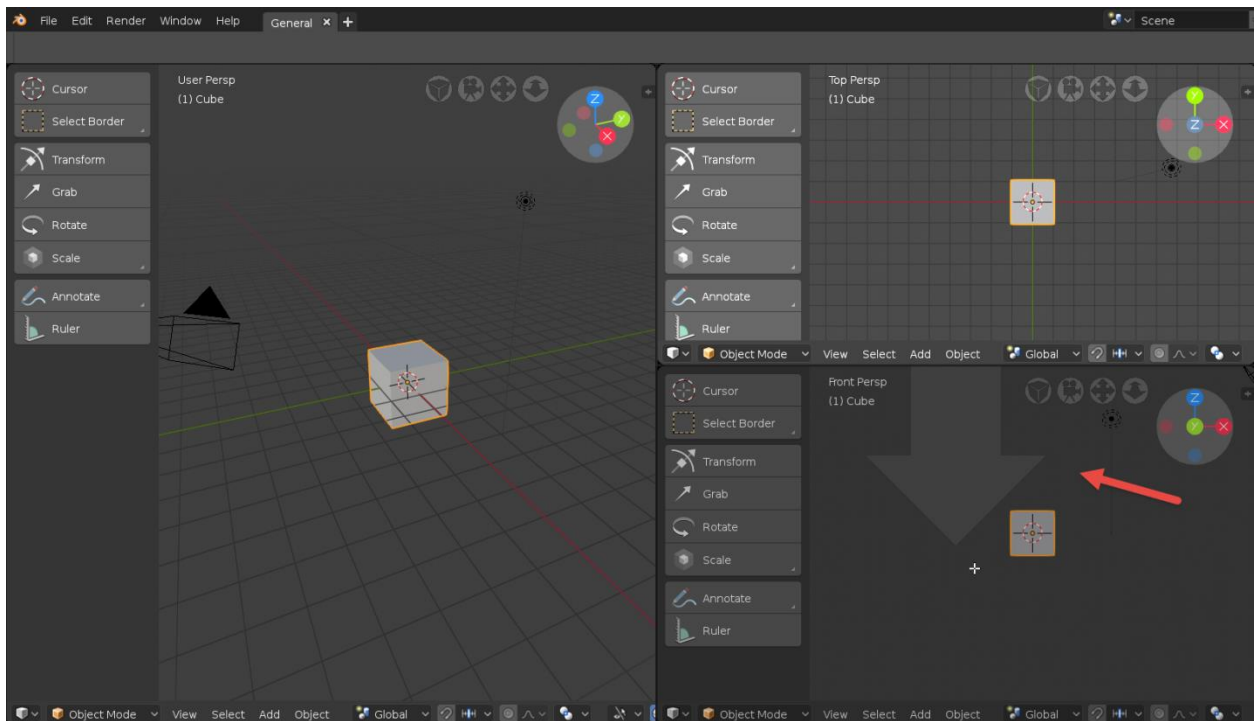 File Edit Render Window Help General × + Scene
User Persp
(1) Cube
Cursor
Select Border
Transform
Grab
Rotate
Scale
Annotate
Ruler
Z
Y
X
Object Mode View Select Add Object Global
Top Persp
(1) Cube
Cursor
Select Border
Transform
Grab
Rotate
Scale
Annotate
Ruler
Y
Z
X
Object Mode View Select Add Object Global
Front Persp
(1) Cube
Cursor
Select Border
Transform
Grab
Rotate
Scale
Annotate
Ruler
Z
Y
X
Object Mode View Select Add Object Global